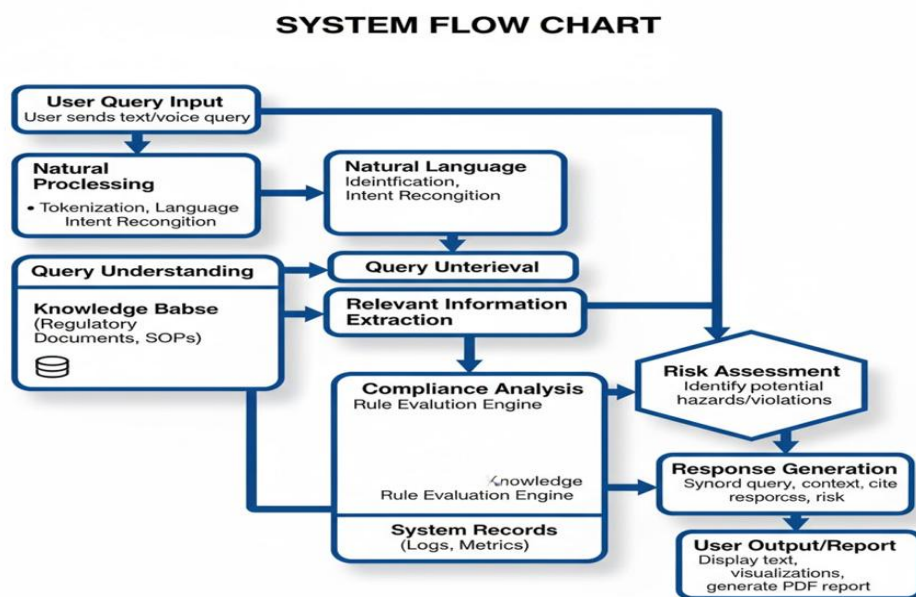 SYSTEM FLOW CHART
User Query Input
User sends text/voice query
Natural
Proclessing
• Tokenization, Language
Intent Recongition
Natural Language
Ideintfication,
Intent Recongition
Query Understanding
Query Unterieval
Knowledge Babse
(Regulatory
Documents, SOPs)
Relevant Information
Extraction
Compliance Analysis
Rule Evalution Engine
Knowledge
Rule Evaluation Engine
System Records
(Logs, Metrics)
Risk Assessment
Identify potential
hazards/violations
Response Generation
Synord query, context, cite
resporcss, risk
User Output/Report
Display text,
visualizations,
generate PDF report